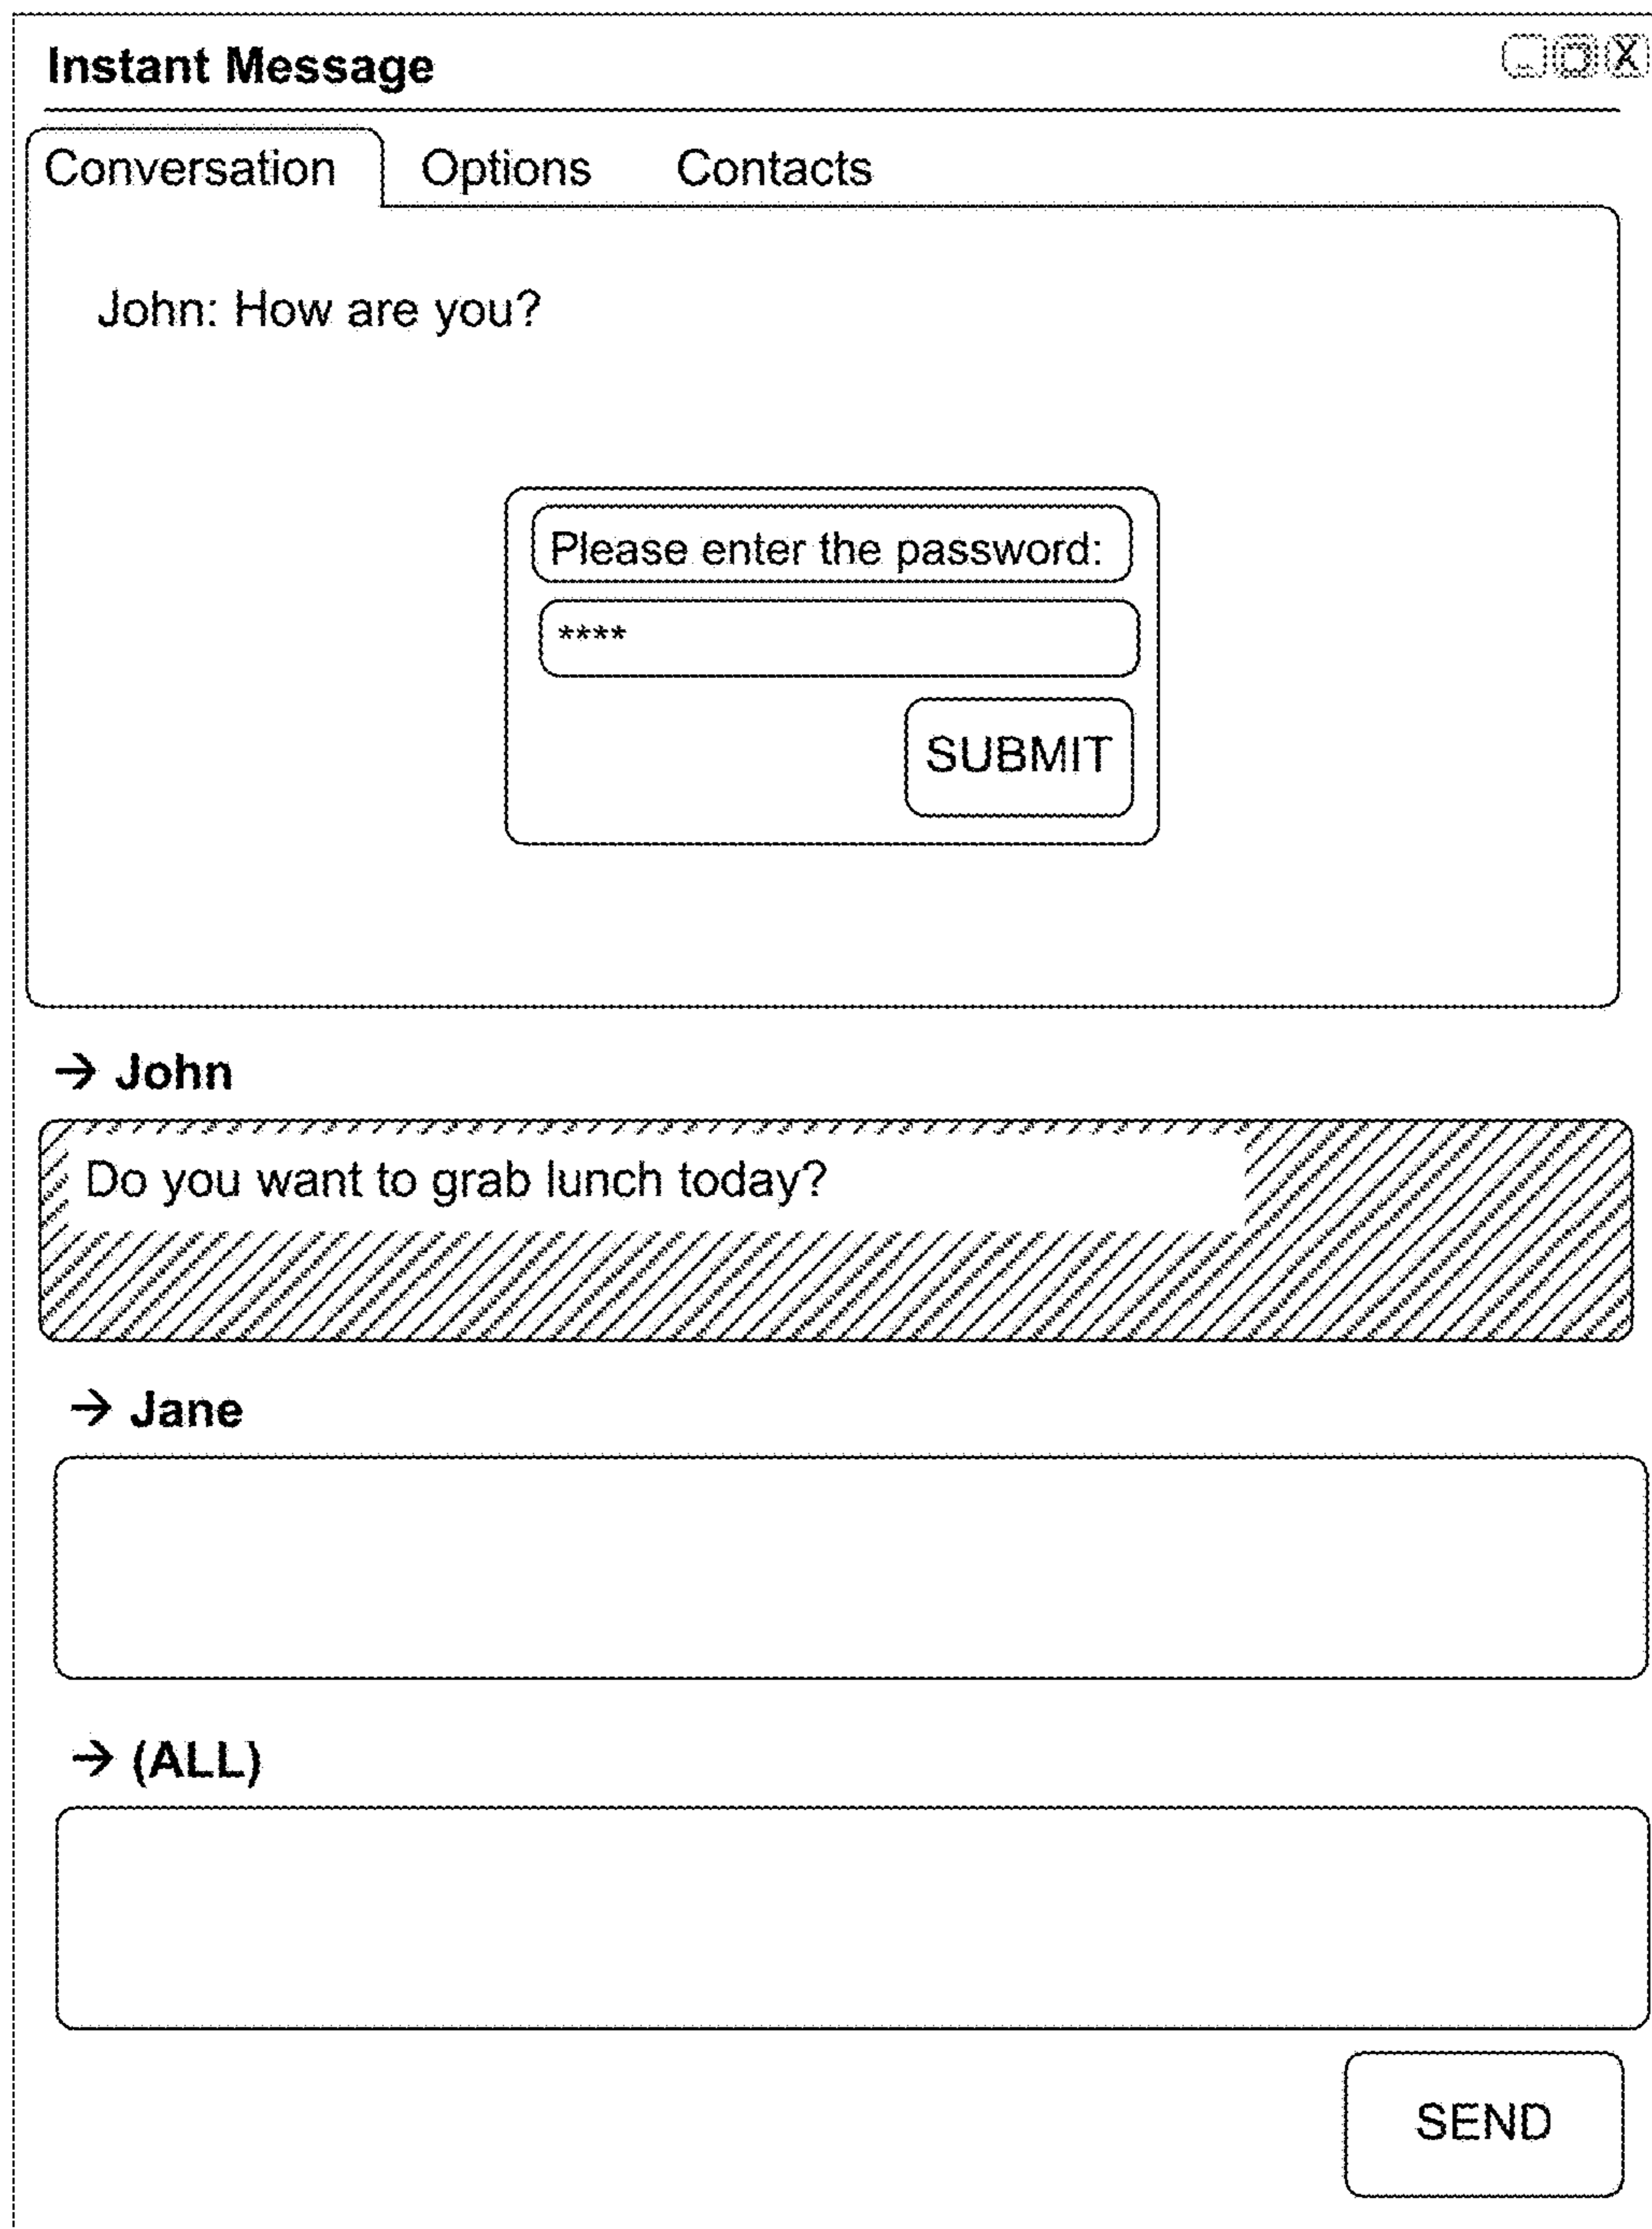 Instant Message
X
Conversation Options Contacts
John: How are you?
Please enter the password:
****
SUBMIT
→ John
Do you want to grab lunch today?
→ Jane
→ (ALL)
SEND